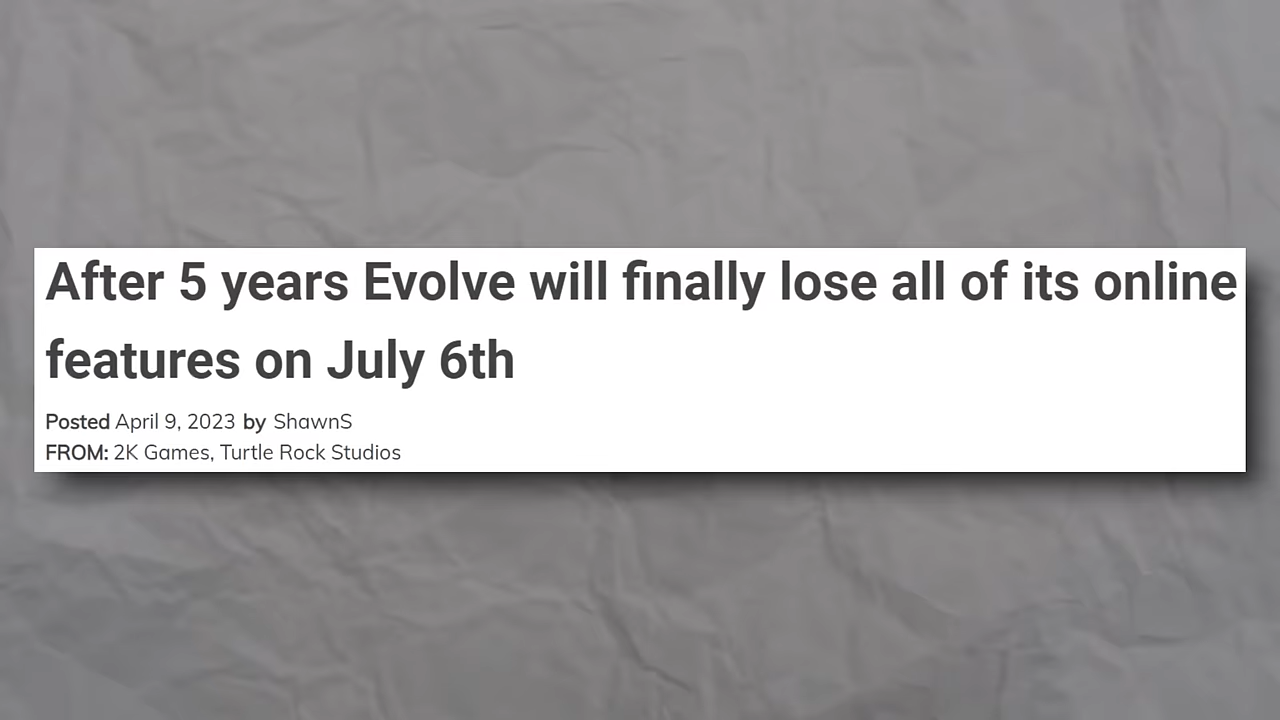 After 5 years Evolve will finally lose all of its online
features on July 6th
Posted April 9, 2023 by ShawnS
FROM: 2K Games, Turtle Rock Studios